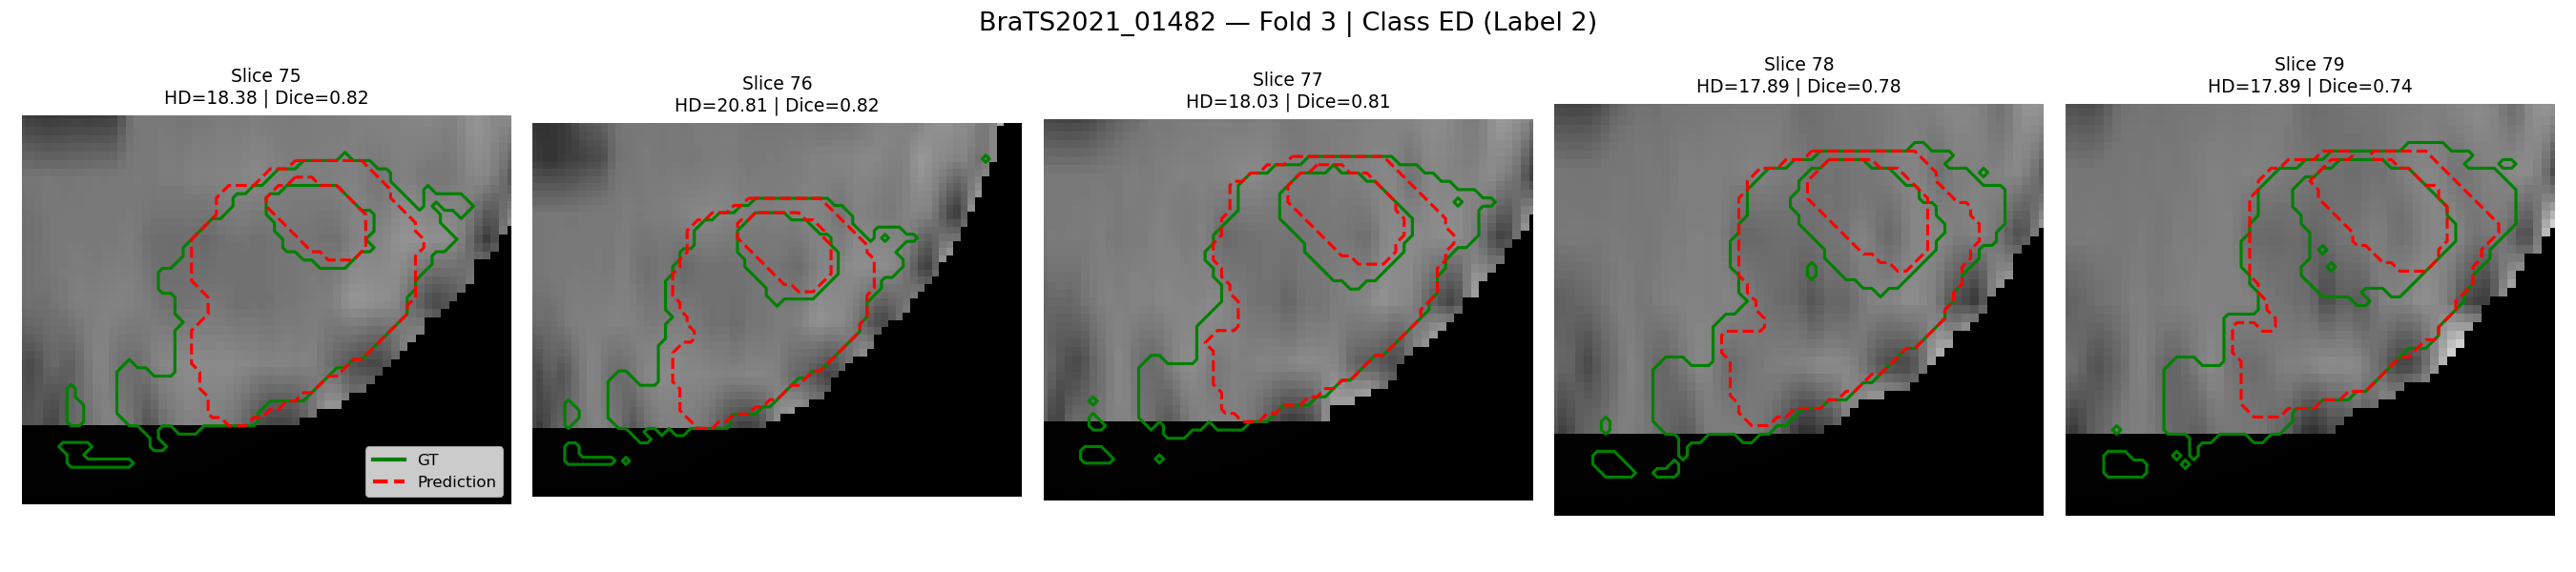 BraTS2021_01482 — Fold 3 | Class ED (Label 2)
Slice 75
HD=18.38 | Dice=0.82
Slice 76
HD=20.81 | Dice=0.82
Slice 77
HD=18.03 | Dice=0.81
Slice 78
HD=17.89 | Dice=0.78
Slice 79
HD=17.89 | Dice=0.74
GT
Prediction